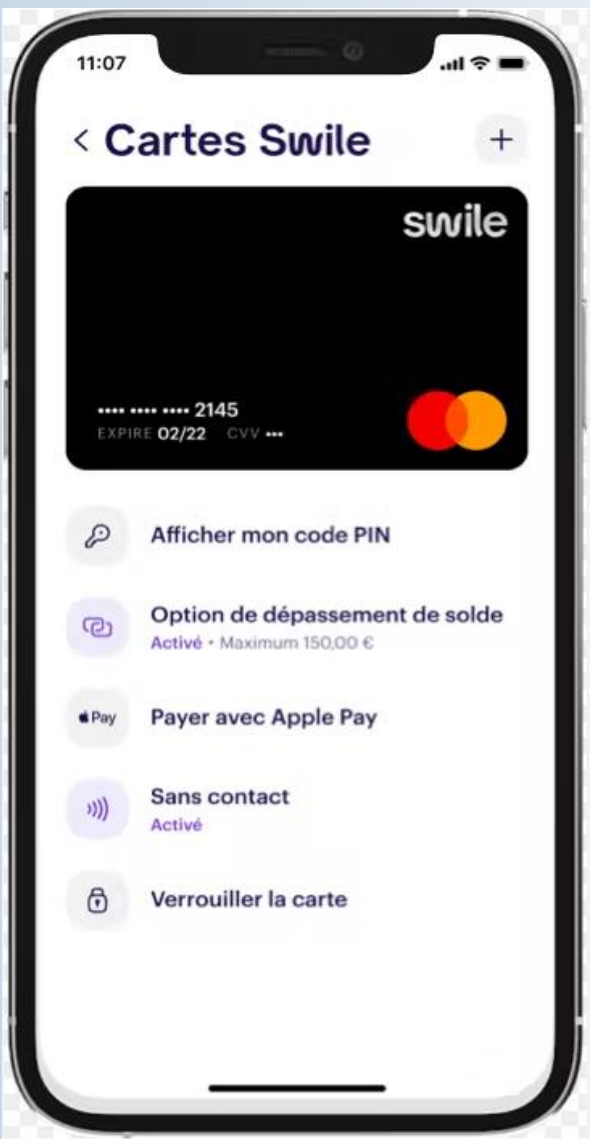 11:07
Cartes Swile
+
swile
•••• •••• •••• 2145
EXPIRE 02/22 CVV •••
Afficher mon code PIN
Option de dépassement de solde
Activé • Maximum 150,00 €
Pay Payer avec Apple Pay
Sans contact
Activé
Verrouiller la carte